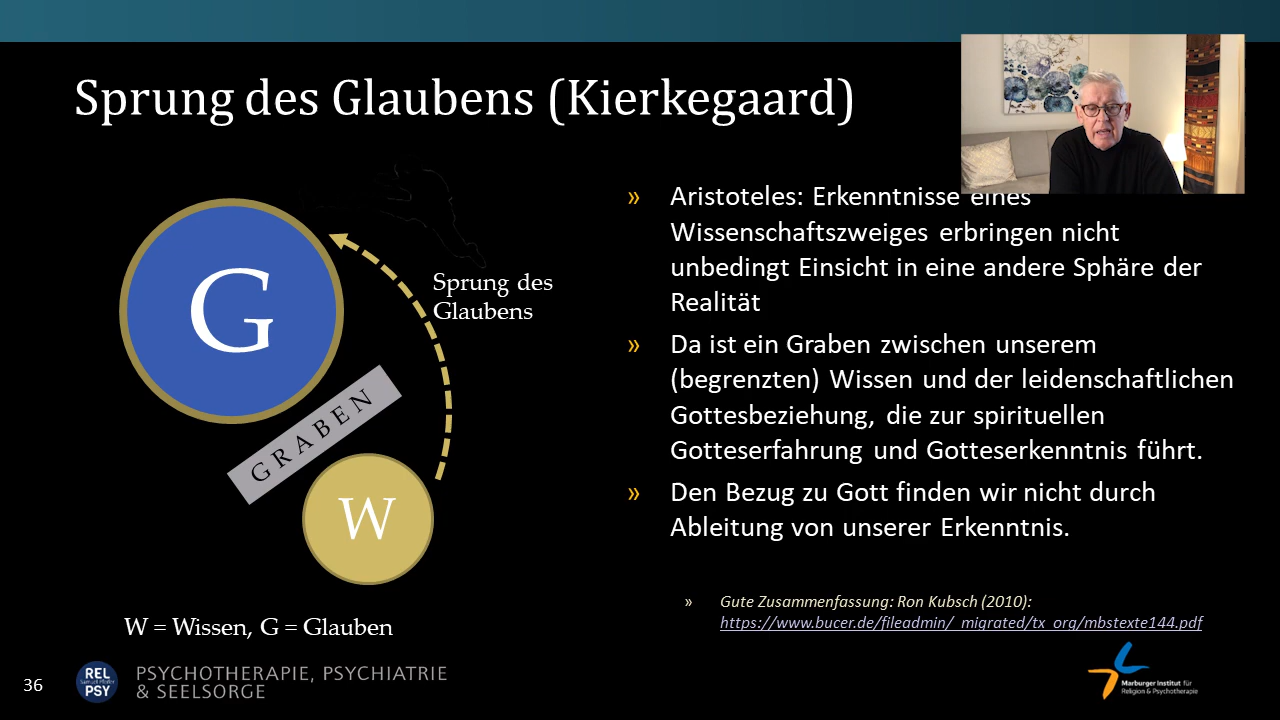 Sprung des Glaubens (Kierkegaard)
G
Sprung des
Glaubens
GRABEN
W
W = Wissen, G = Glauben
» Aristoteles: Erkenntnisse eines
Wissenschaftszweiges erbringen nicht
unbedingt Einsicht in eine andere Sphäre der
Realität
» Da ist ein Graben zwischen unserem
(begrenzten) Wissen und der leidenschaftlichen
Gottesbeziehung, die zur spirituellen
Gotteserfahrung und Gotteserkenntnis führt.
» Den Bezug zu Gott finden wir nicht durch
Ableitung von unserer Erkenntnis.
» Gute Zusammenfassung: Ron Kubsch (2010):
https://www.bucer.de/fileadmin/_migrated/tx_org/mbstexte144.pdf
36
REL
Samuel Pfeifer
PSY
PSYCHOTHERAPIE, PSYCHIATRIE
& SEELSORGE
Marburger Institut für
Religion & Psychotherapie